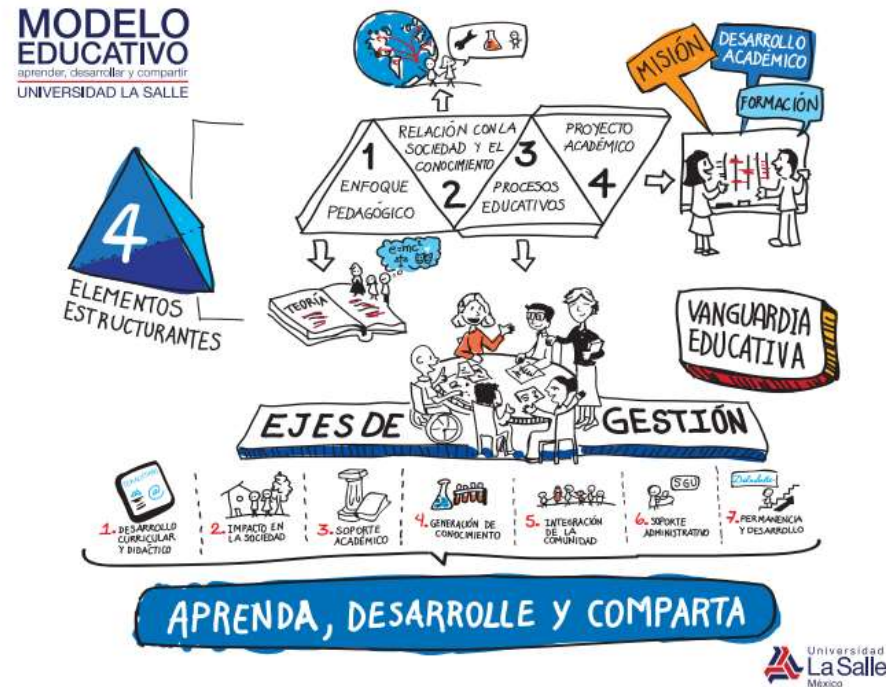 MODELO
EDUCATIVO
aprender, desarrollar y compartir
UNIVERSIDAD LA SALLE
MISIÓN
DESARROLLO
ACADÉMICO
FORMACIÓN
1
ENFOQUE
PEDAGÓGICO
RELACIÓN CON LA
SOCIEDAD Y EL
CONOCIMIENTO
2
3
PROCESOS
EDUCATIVOS
PROYECTO
ACADÉMICO
4
4
ELEMENTOS
ESTRUCTURANTES
e=mc²
TEORÍA
VANGUARDIA
EDUCATIVA
EJES DE GESTIÓN
@
1. DESARROLLO
CURRICULAR
Y DIDÁCTICO
2. IMPACTO EN
LA SOCIEDAD
3. SOPORTE
ACADÉMICO
4. GENERACIÓN DE
CONOCIMIENTO
5. INTEGRACIÓN
DE LA
COMUNIDAD
SGU
6. SOPORTE
ADMINISTRATIVO
7. PERMANENCIA
Y DESARROLLO
APRENDA, DESARROLLE Y COMPARTA
Universidad
La Salle
México